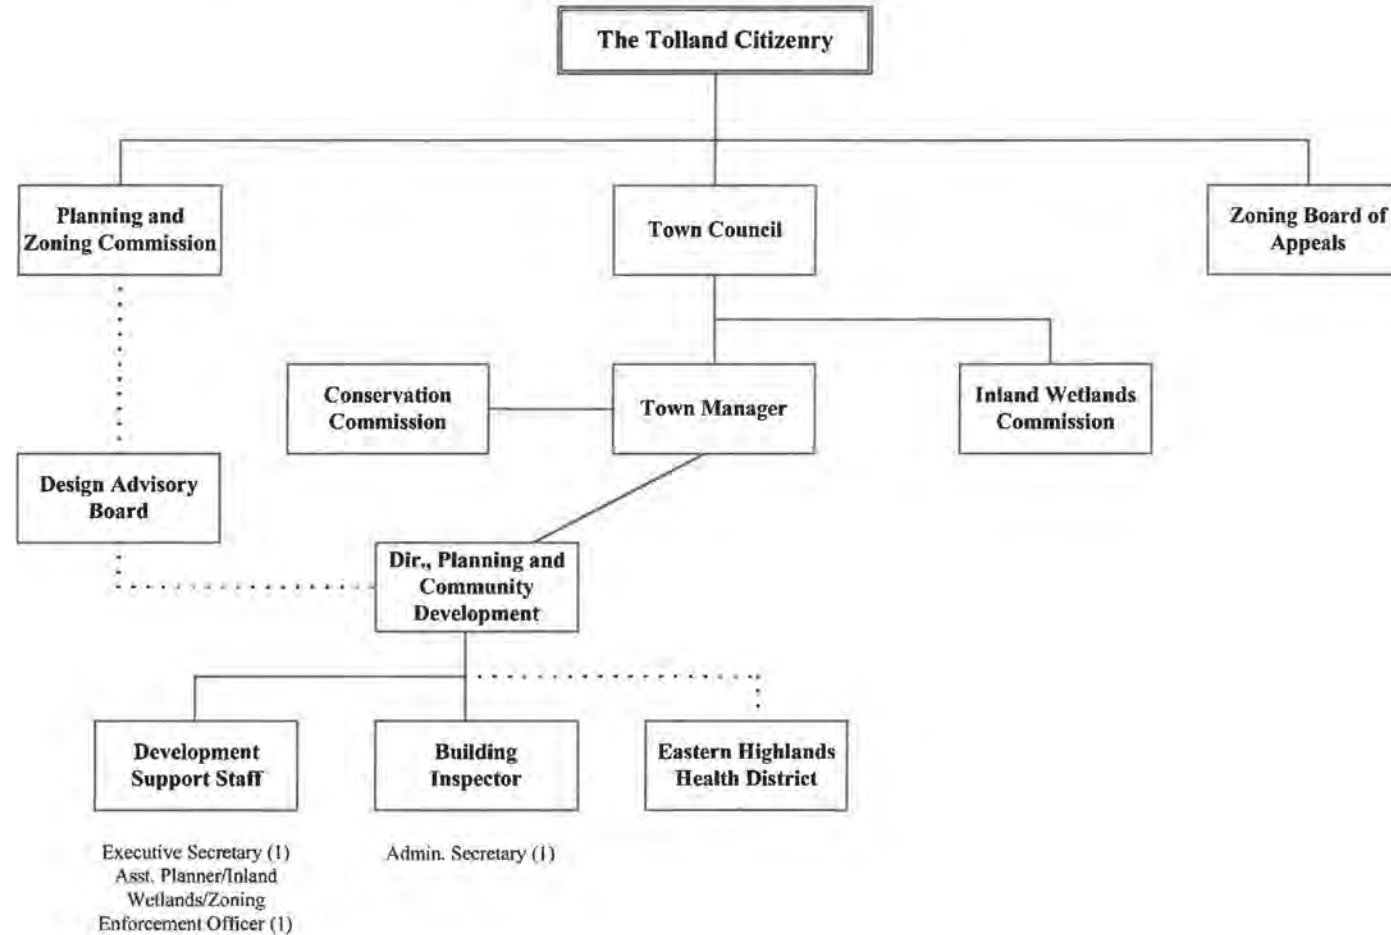 The Tolland Citizenry
Planning and
Zoning Commission
Town Council
Zoning Board of
Appeals
Conservation
Commission
Town Manager
Inland Wetlands
Commission
Design Advisory
Board
Dir., Planning and
Community
Development
Development
Support Staff
Building
Inspector
Eastern Highlands
Health District
Executive Secretary (1)
Asst. Planner/Inland
Wetlands/Zoning
Enforcement Officer (1)
Admin. Secretary (1)